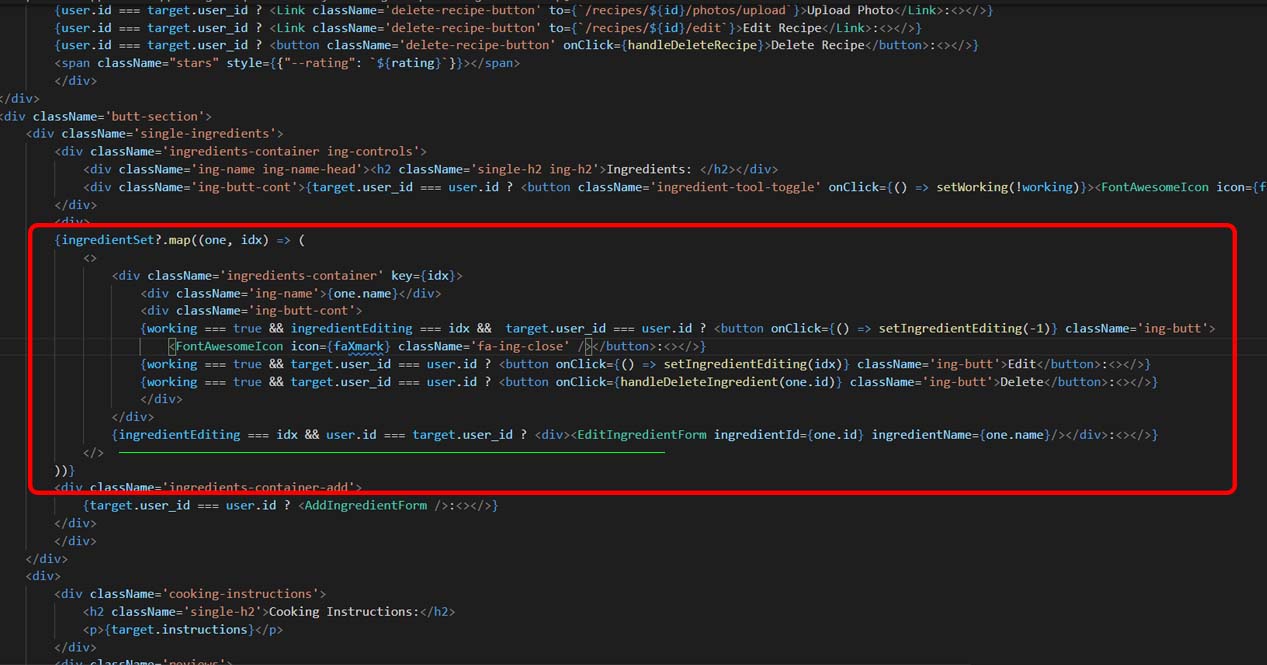 {user.id === target.user_id ? <Link className='delete-recipe-button' to={`/recipes/${id}/photos/upload`}>Upload Photo</Link>:<></>}
{user.id === target.user_id ? <Link className='delete-recipe-button' to={`/recipes/${id}/edit`}>Edit Recipe</Link>:<></>}
{user.id === target.user_id ? <button className='delete-recipe-button' onClick={handleDeleteRecipe}>Delete Recipe</button>:<></>}
<span className="stars" style={{"--rating": `${rating}`}}></span>
</div>
</div>
<div className='butt-section'>
<div className='single-ingredients'>
<div className='ingredients-container ing-controls'>
<div className='ing-name ing-name-head'><h2 className='single-h2 ing-h2'>Ingredients: </h2></div>
<div className='ing-butt-cont'>{target.user_id === user.id ? <button className='ingredient-tool-toggle' onClick={() => setWorking(!working)}><FontAwesomeIcon icon={f
</div>
<div>
{ingredientSet?.map((one, idx) => (
<>
<div className='ingredients-container' key={idx}>
<div className='ing-name'>{one.name}</div>
<div className='ing-butt-cont'>
{working === true && ingredientEditing === idx &&  target.user_id === user.id ? <button onClick={() => setIngredientEditing(-1)} className='ing-butt'>
<FontAwesomeIcon icon={faXmark} className='fa-ing-close' /></button>:<></>}
{working === true && target.user_id === user.id ? <button onClick={() => setIngredientEditing(idx)} className='ing-butt'>Edit</button>:<></>}
{working === true && target.user_id === user.id ? <button onClick={handleDeleteIngredient(one.id)} className='ing-butt'>Delete</button>:<></>}
</div>
</div>
{ingredientEditing === idx && user.id === target.user_id ? <div><EditIngredientForm ingredientId={one.id} ingredientName={one.name}/></div>:<></>}
</>
))}
<div className='ingredients-container-add'>
{target.user_id === user.id ? <AddIngredientForm />:<></>}
</div>
</div>
</div>
<div>
<div className='cooking-instructions'>
<h2 className='single-h2'>Cooking Instructions:</h2>
<p>{target.instructions}</p>
</div>
<div className='reviews'>